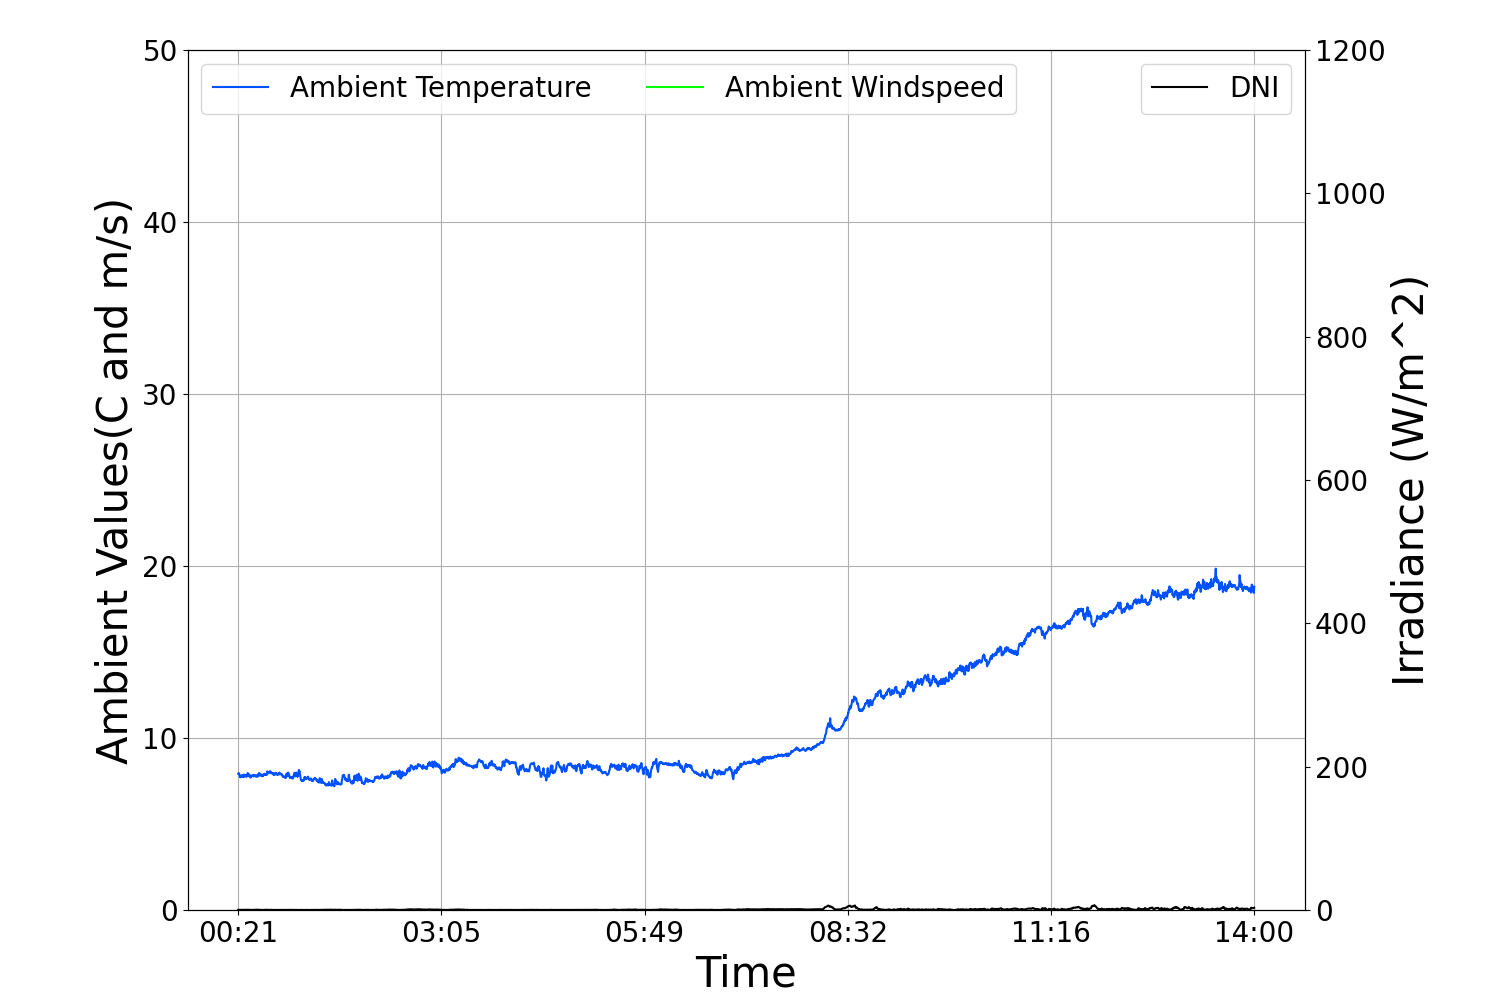 Ambient Temperature Ambient Windspeed DNI
Ambient Values(C and m/s)
50
40
30
20
10
0
1200
1000
800
600
400
200
0
Irradiance (W/m^2)
00:21 03:05 05:49 08:32 11:16 14:00
Time